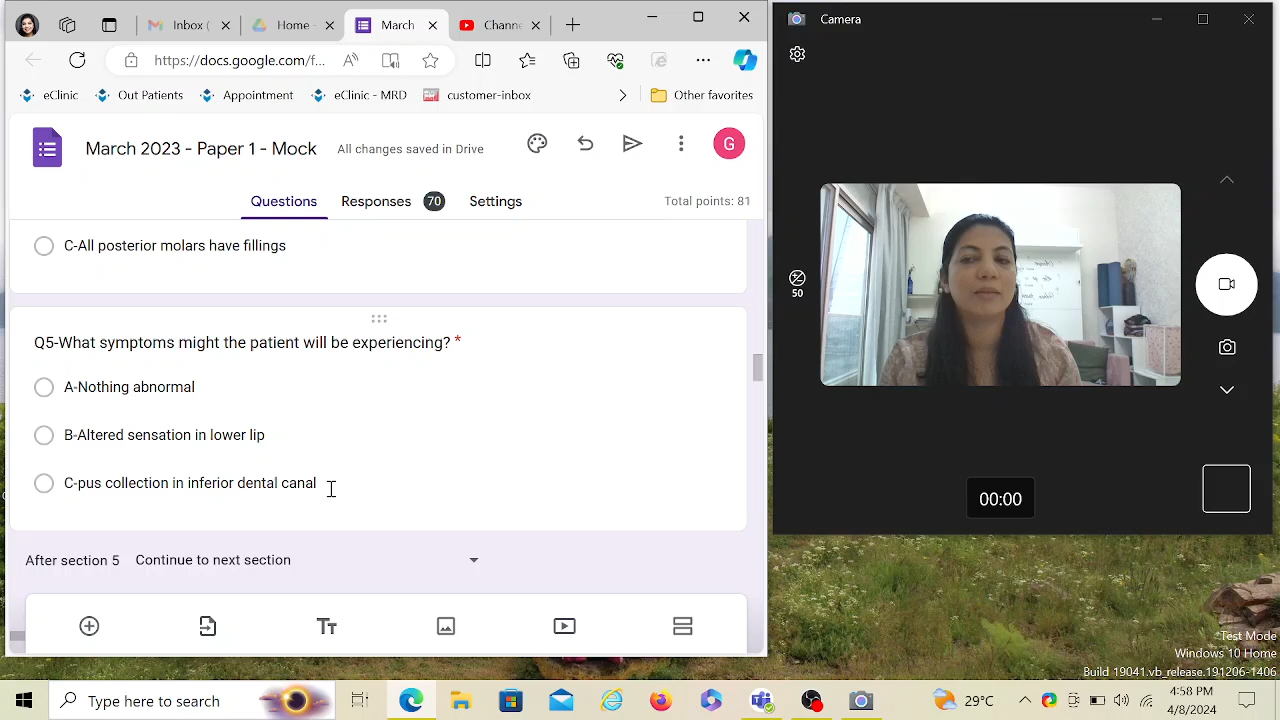 Inbox (
Home -
March
Channe
https://docs.google.com/f...
eClinic
Out Patients
Appointment
eClinic - MRD
customer-inbox
Other favorites
March 2023 - Paper 1 - Mock
All changes saved in Drive
G
Questions
Responses 70
Settings
Total points: 81
C-All posterior molars have fillings
Q5-What symptoms might the patient will be experiencing? *
A-Nothing abnormal
B-Altered sensation in lower lip
C pus collection in inferior dental canal
After section 5 Continue to next section
Tт
Camera
50
00:00
Test Mode
Windows 10 Home
Build 19041.vb_release.191206-1406
Type here to search
29°C
4:58 PM
4/8/2024